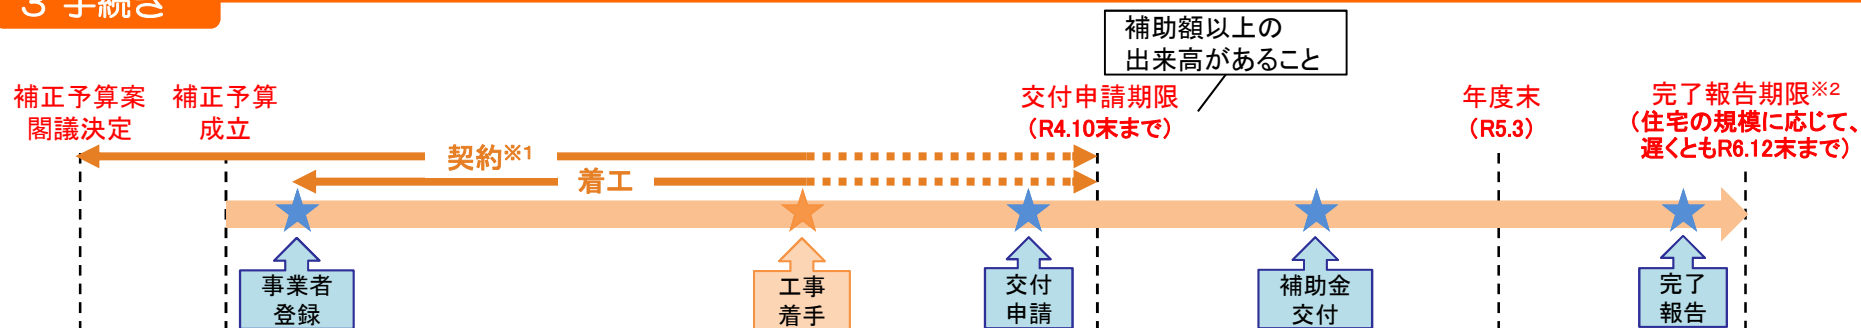 3 手続き
補助額以上の
出来高があること
補正予算案
閣議決定
補正予算
成立
交付申請期限
（R4.10末まで）
年度末
（R5.3）
完了報告期限※2
（住宅の規模に応じて、
遅くともR6.12末まで）
契約※1
着工
事業者
登録
工事
着手
交付
申請
補助金
交付
完了
報告